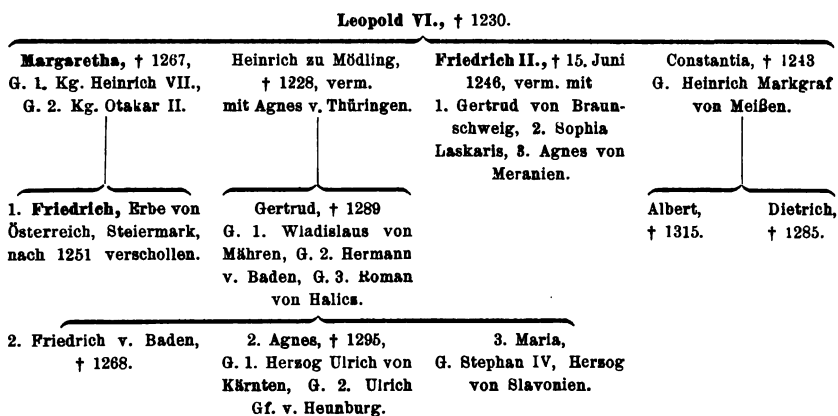 Leopold VI., † 1230.
Margaretha, † 1267,
G. 1. Kg. Heinrich VII.,
G. 2. Kg. Otakar II.
Heinrich zu Mödling,
† 1228, verm.
mit Agnes v. Thüringen.
Friedrich II., † 15. Juni
1246, verm. mit
1. Gertrud von Braun-
schweig, 2. Sophia
Laskaris, 3. Agnes von
Meranien.
Constantia, † 1243
G. Heinrich Markgraf
von Meißen.
1. Friedrich, Erbe von
Österreich, Steiermark,
nach 1251 verschollen.
Gertrud, † 1289
G. 1. Wladislaus von
Mähren, G. 2. Hermann
v. Baden, G. 3. Roman
von Halics.
Albert,
† 1315.
Dietrich,
† 1285.
2. Friedrich v. Baden,
† 1268.
2. Agnes, † 1295,
G. 1. Herzog Ulrich von
Kärnten, G. 2. Ulrich
Gf. v. Heunburg.
3. Maria,
G. Stephan IV, Herzog
von Slavonien.